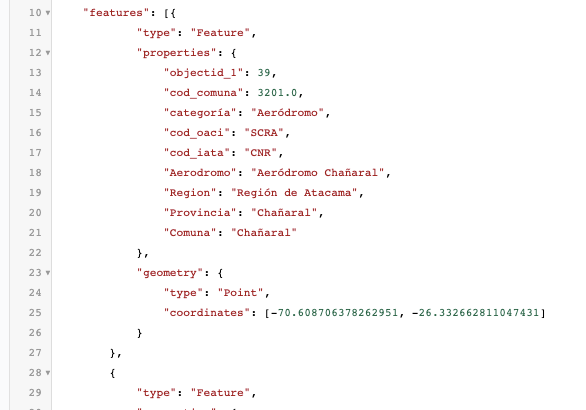 10 "features": [{
11 "type": "Feature",
12 "properties": {
13 "objectid_1": 39,
14 "cod_comuna": 3201.0,
15 "categoría": "Aeródromo",
16 "cod_oaci": "SCRA",
17 "cod_iata": "CNR",
18 "Aerodromo": "Aeródromo Chañaral",
19 "Region": "Región de Atacama",
20 "Provincia": "Chañaral",
21 "Comuna": "Chañaral"
22 },
23 "geometry": {
24 "type": "Point",
25 "coordinates": [-70.608706378262951, -26.332662811047431]
26 }
27 },
28 {
29 "type": "Feature",